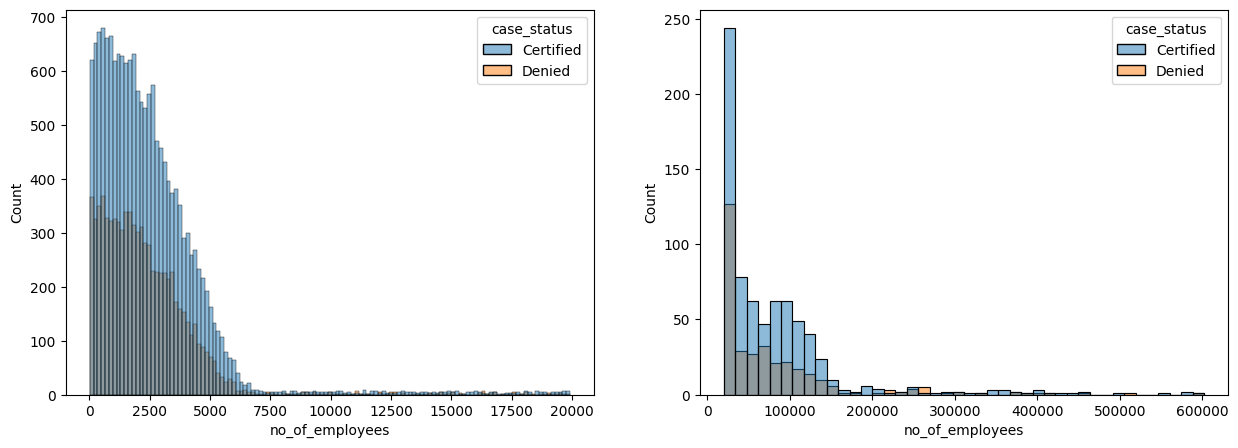 700
600
500
400
300
200
100
0
Count
0 2500 5000 7500 10000 12500 15000 17500 20000
no_of_employees
case_status
Certified
Denied
250
200
150
100
50
0
Count
0 100000 200000 300000 400000 500000 600000
no_of_employees
case_status
Certified
Denied